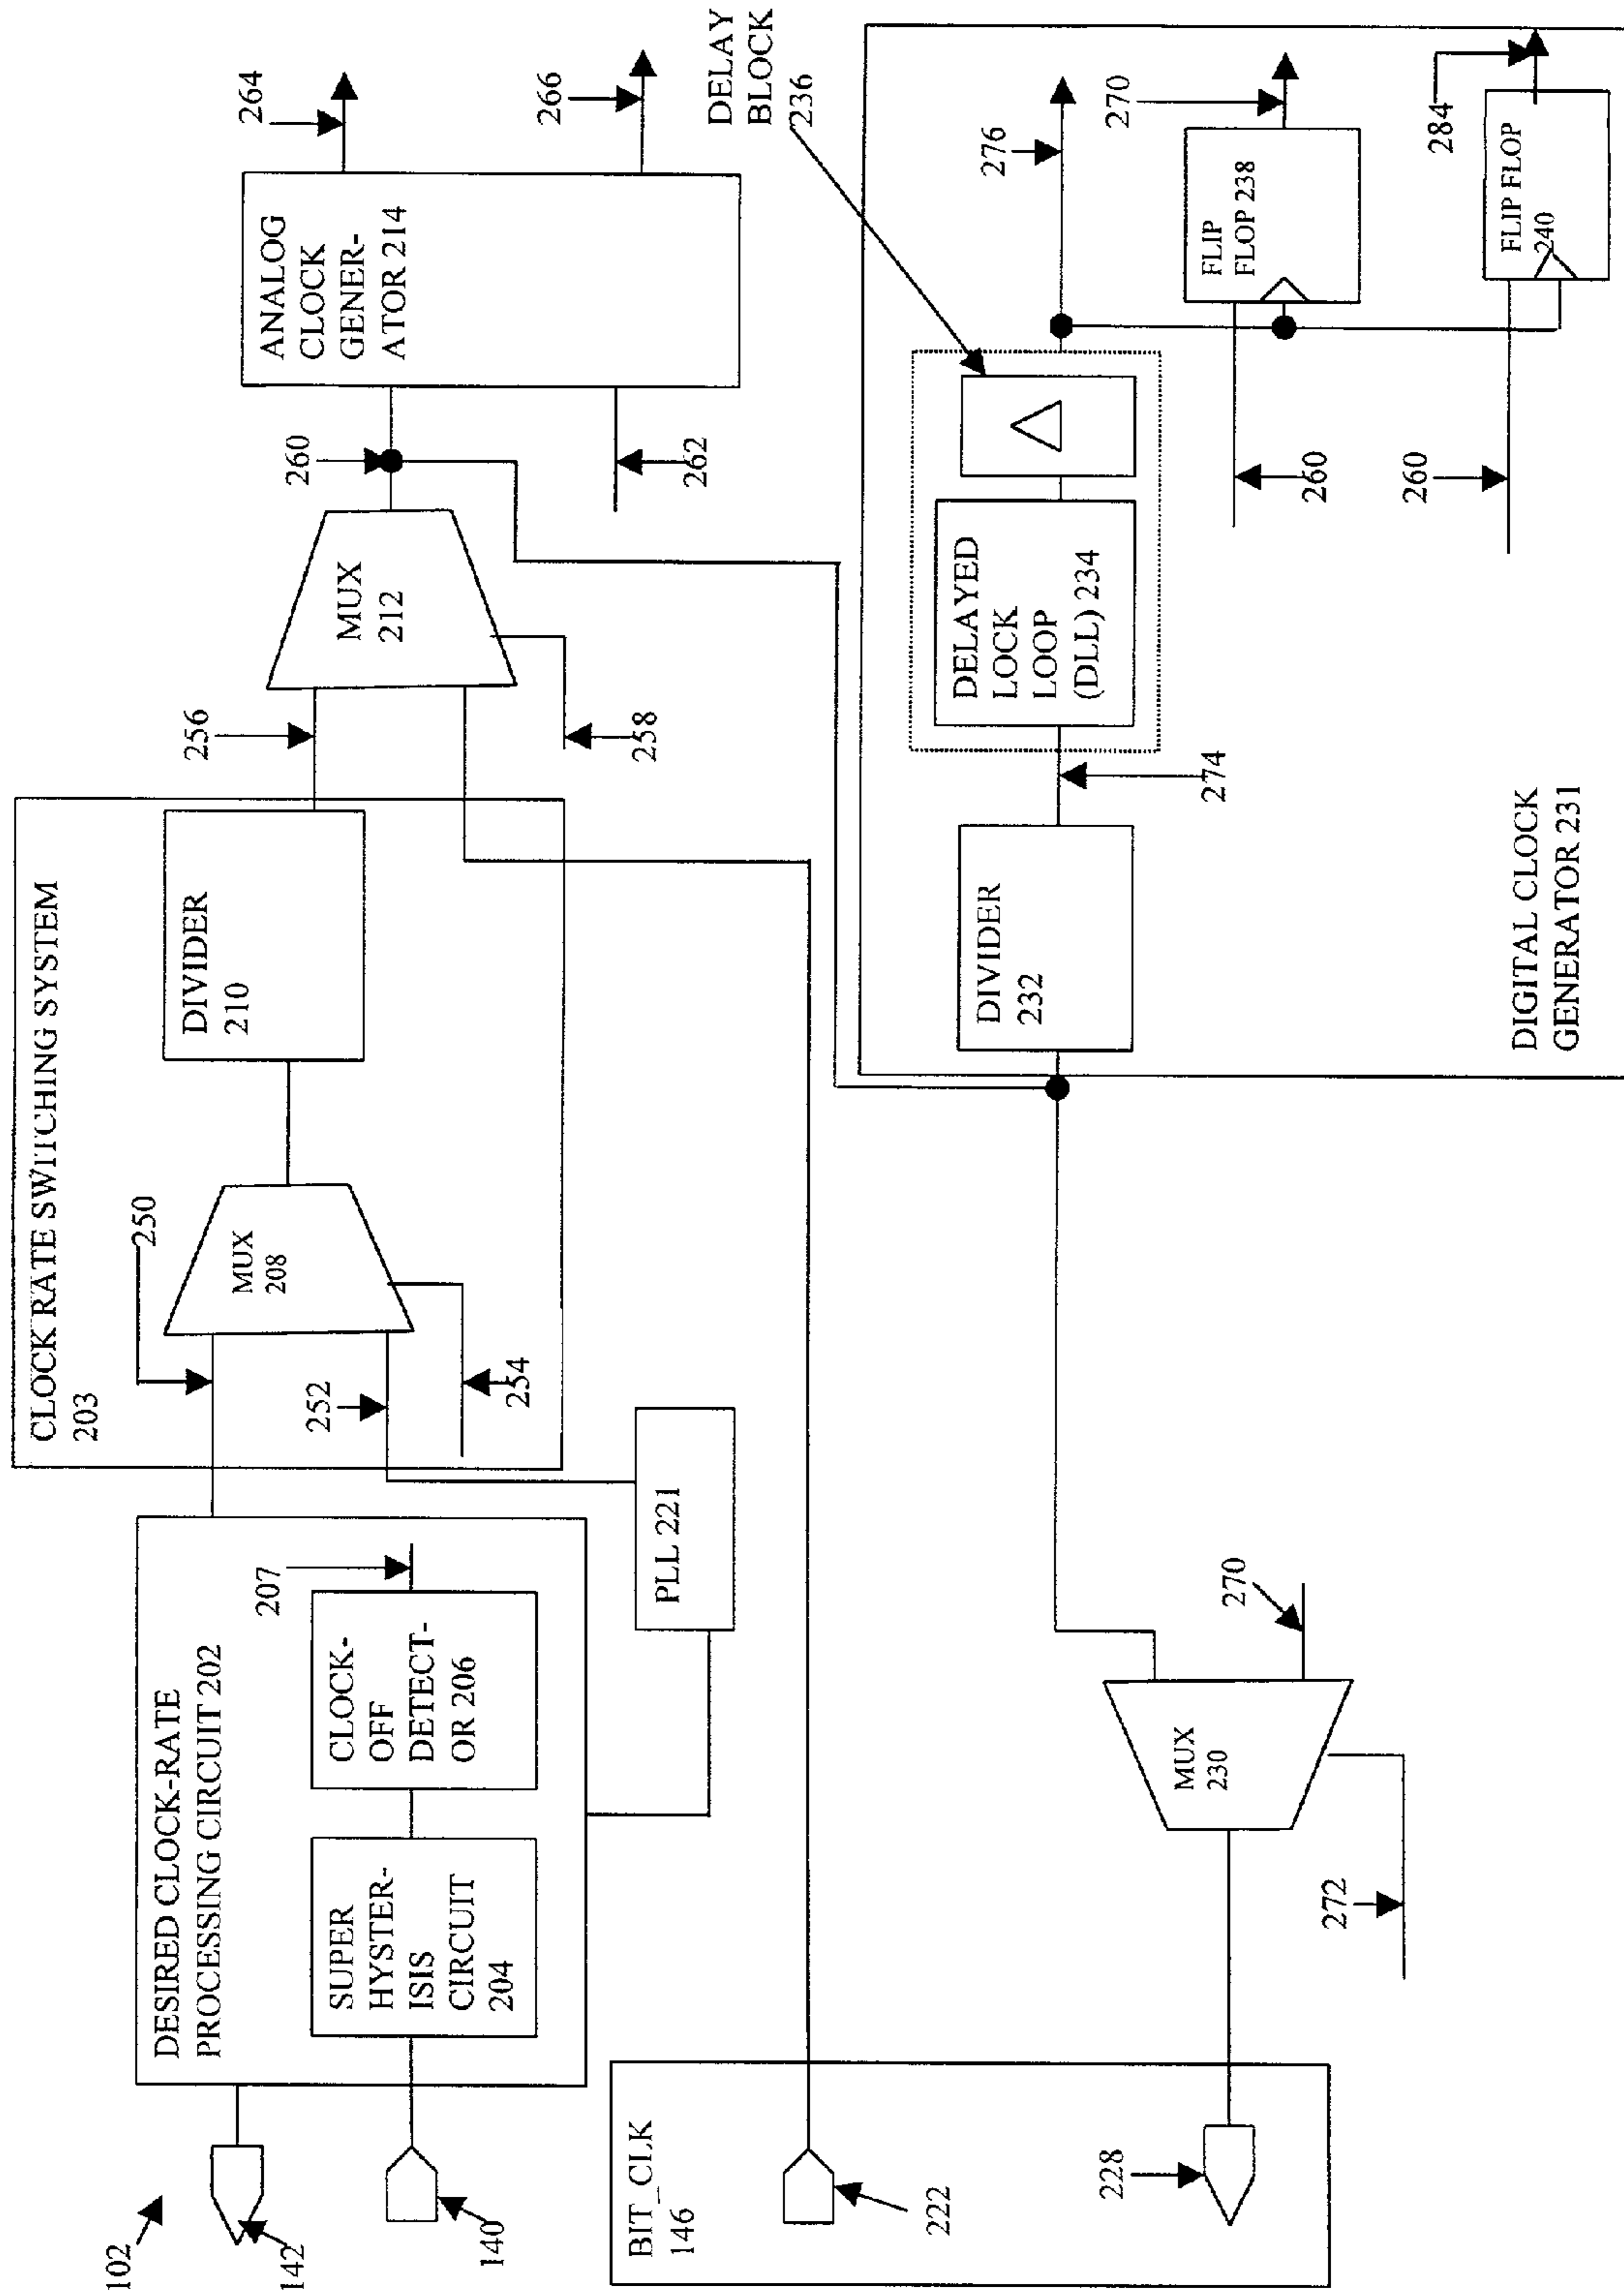 102
142
140
DESIRED CLOCK-RATE
PROCESSING CIRCUIT 202
SUPER
HYSTER-
ISIS
CIRCUIT
204
CLOCK-
OFF
DETECT-
OR 206
207
PLL 221
CLOCK RATE SWITCHING SYSTEM
203
250
252
254
MUX
208
DIVIDER
210
256
258
MUX
212
260
262
ANALOG
CLOCK
GENER-
ATOR 214
264
266
BIT_CLK
146
222
228
MUX
230
270
272
DIGITAL CLOCK
GENERATOR 231
DIVIDER
232
274
DELAYED
LOCK
LOOP
(DLL) 234
DELAY
BLOCK
236
276
260
FLIP
FLOP 238
270
260
FLIP FLOP
240
284